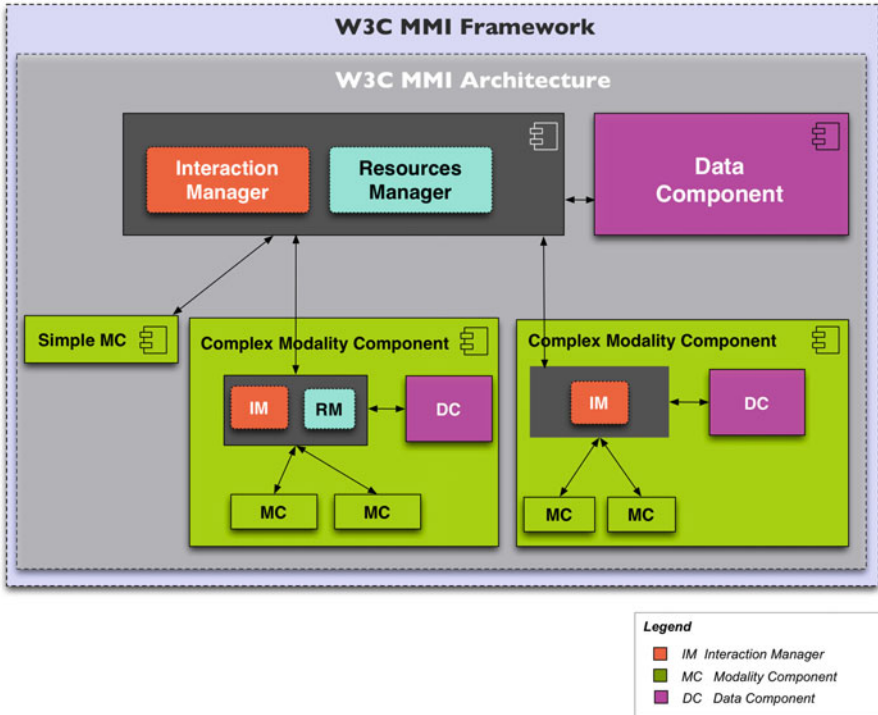 W3C MMI Framework
W3C MMI Architecture
Interaction
Manager
Resources
Manager
Data
Component
Simple MC
Complex Modality Component
IM
RM
DC
MC
MC
Complex Modality Component
IM
DC
MC
MC
Legend
IM Interaction Manager
MC Modality Component
DC Data Component